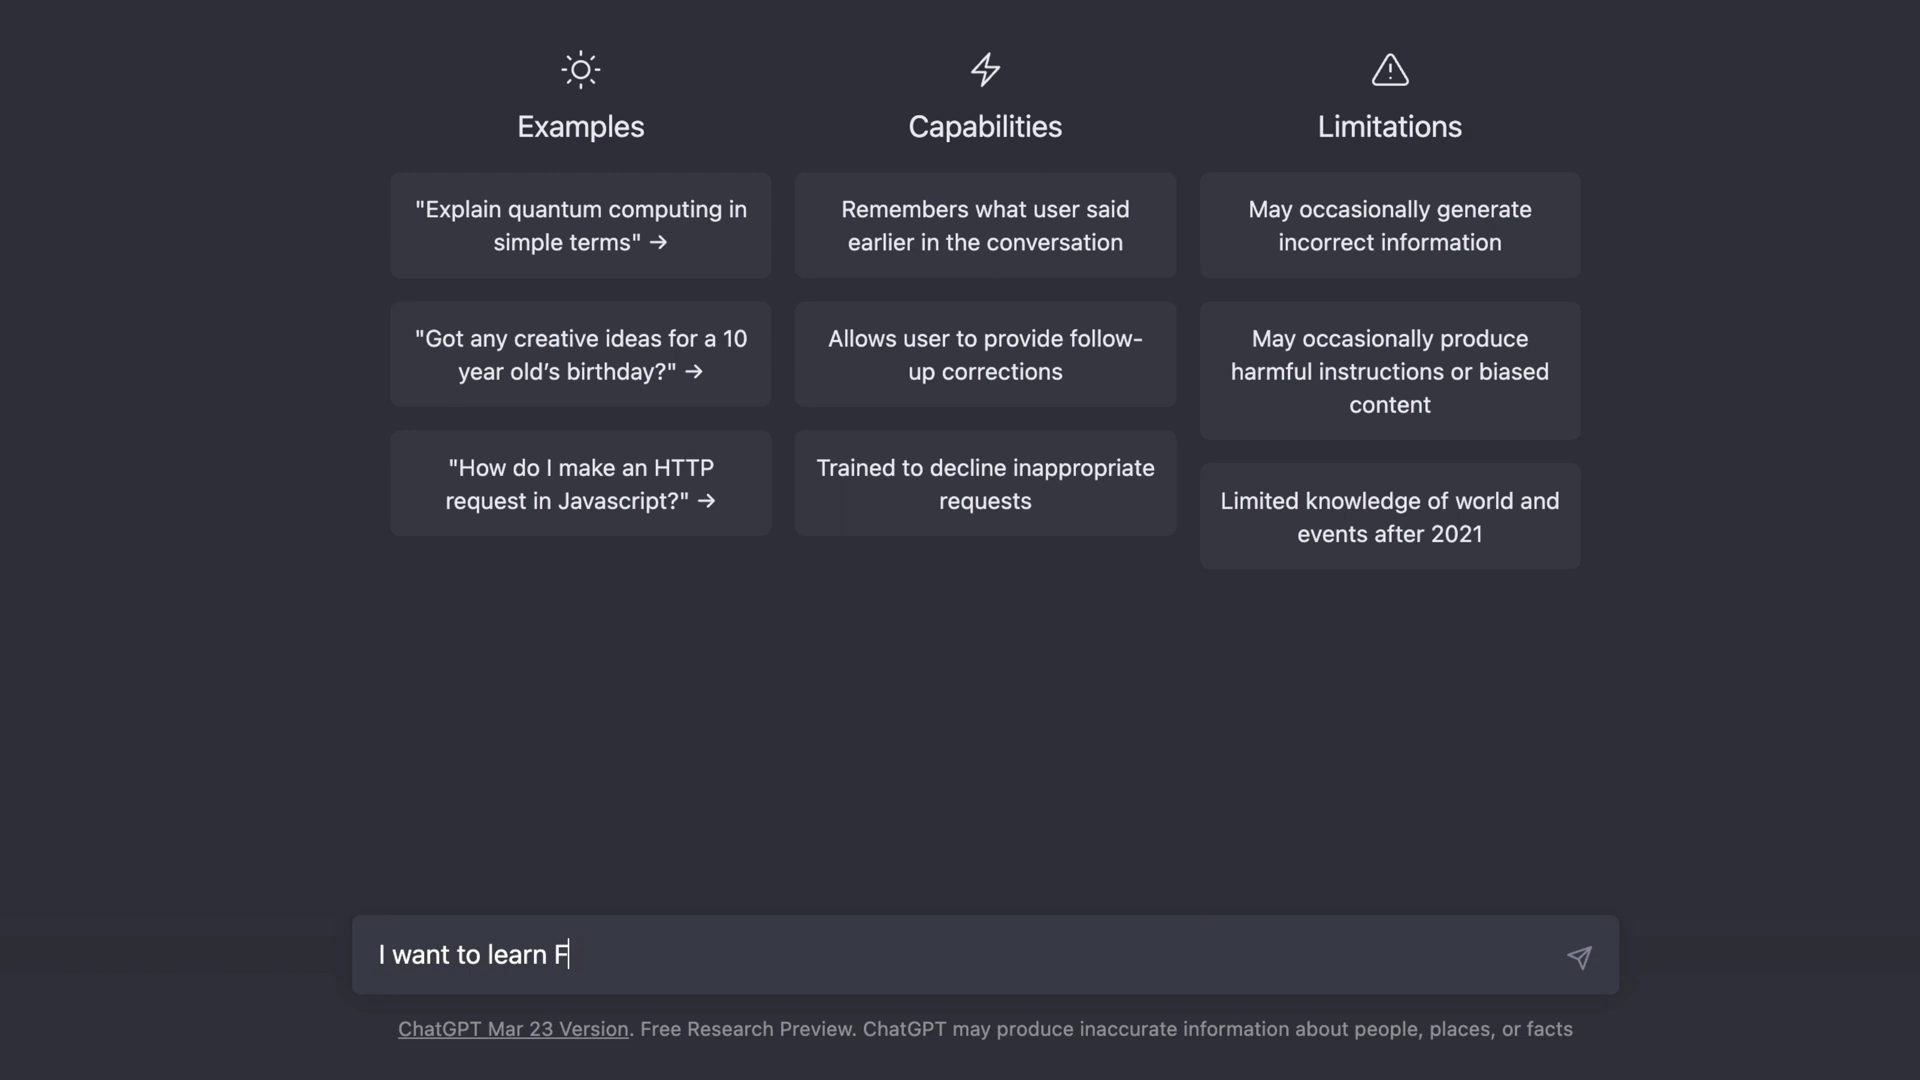 Examples
"Explain quantum computing in
simple terms" →
"Got any creative ideas for a 10
year old’s birthday?" →
"How do I make an HTTP
request in Javascript?" →
Capabilities
Remembers what user said
earlier in the conversation
Allows user to provide follow-
up corrections
Trained to decline inappropriate
requests
Limitations
May occasionally generate
incorrect information
May occasionally produce
harmful instructions or biased
content
Limited knowledge of world and
events after 2021
I want to learn F
ChatGPT Mar 23 Version. Free Research Preview. ChatGPT may produce inaccurate information about people, places, or facts